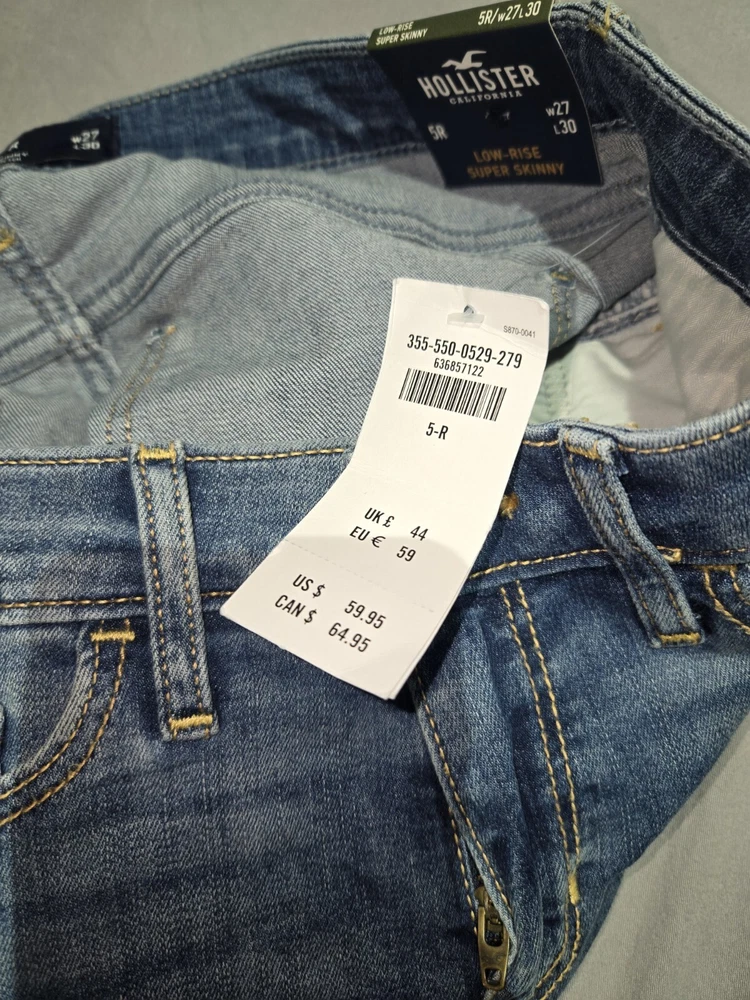 LOW-RISE
SUPER SKINNY
5R/W27L30
HOLLISTER
CALIFORNIA
5R
W27
L30
LOW-RISE
SUPER SKINNY
R
W27
L30
S870-0041
355-550-0529-279
636857122
5-R
UK £ 44
EU € 59
US $ 59.95
CAN $ 64.95